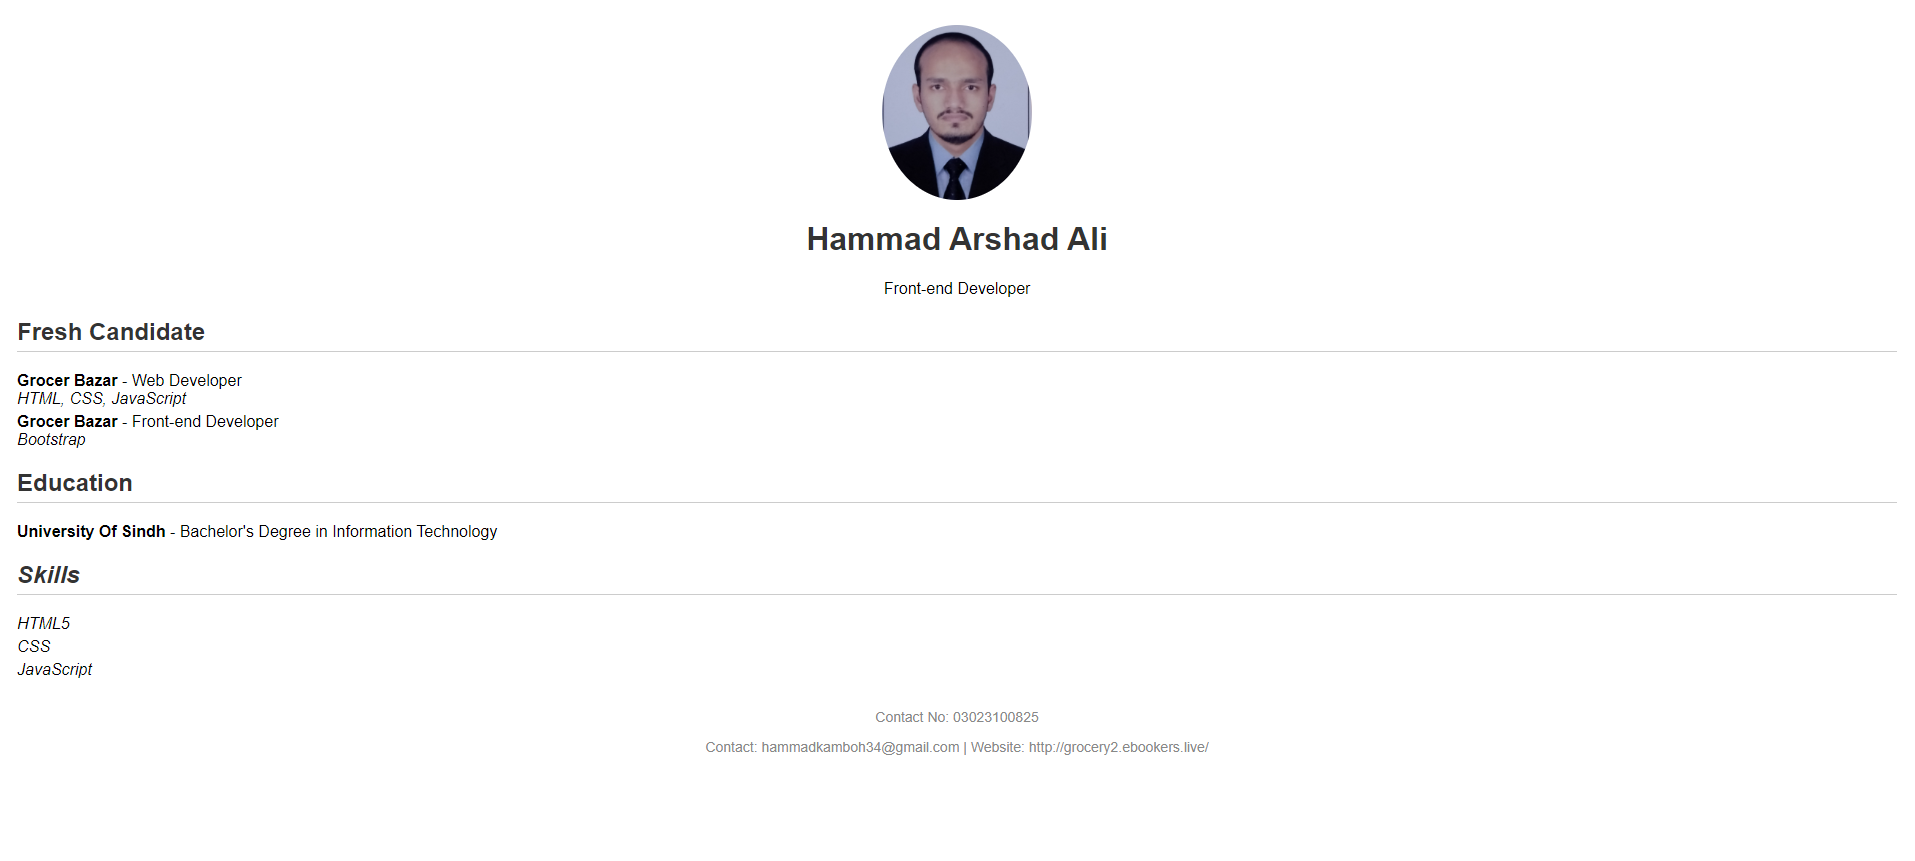 Hammad Arshad Ali
Front-end Developer
Fresh Candidate
Grocer Bazar - Web Developer
HTML, CSS, JavaScript
Grocer Bazar - Front-end Developer
Bootstrap
Education
University Of Sindh - Bachelor's Degree in Information Technology
Skills
HTML5
CSS
JavaScript
Contact No: 03023100825
Contact: hammadkamboh34@gmail.com | Website: http://grocery2.ebookers.live/